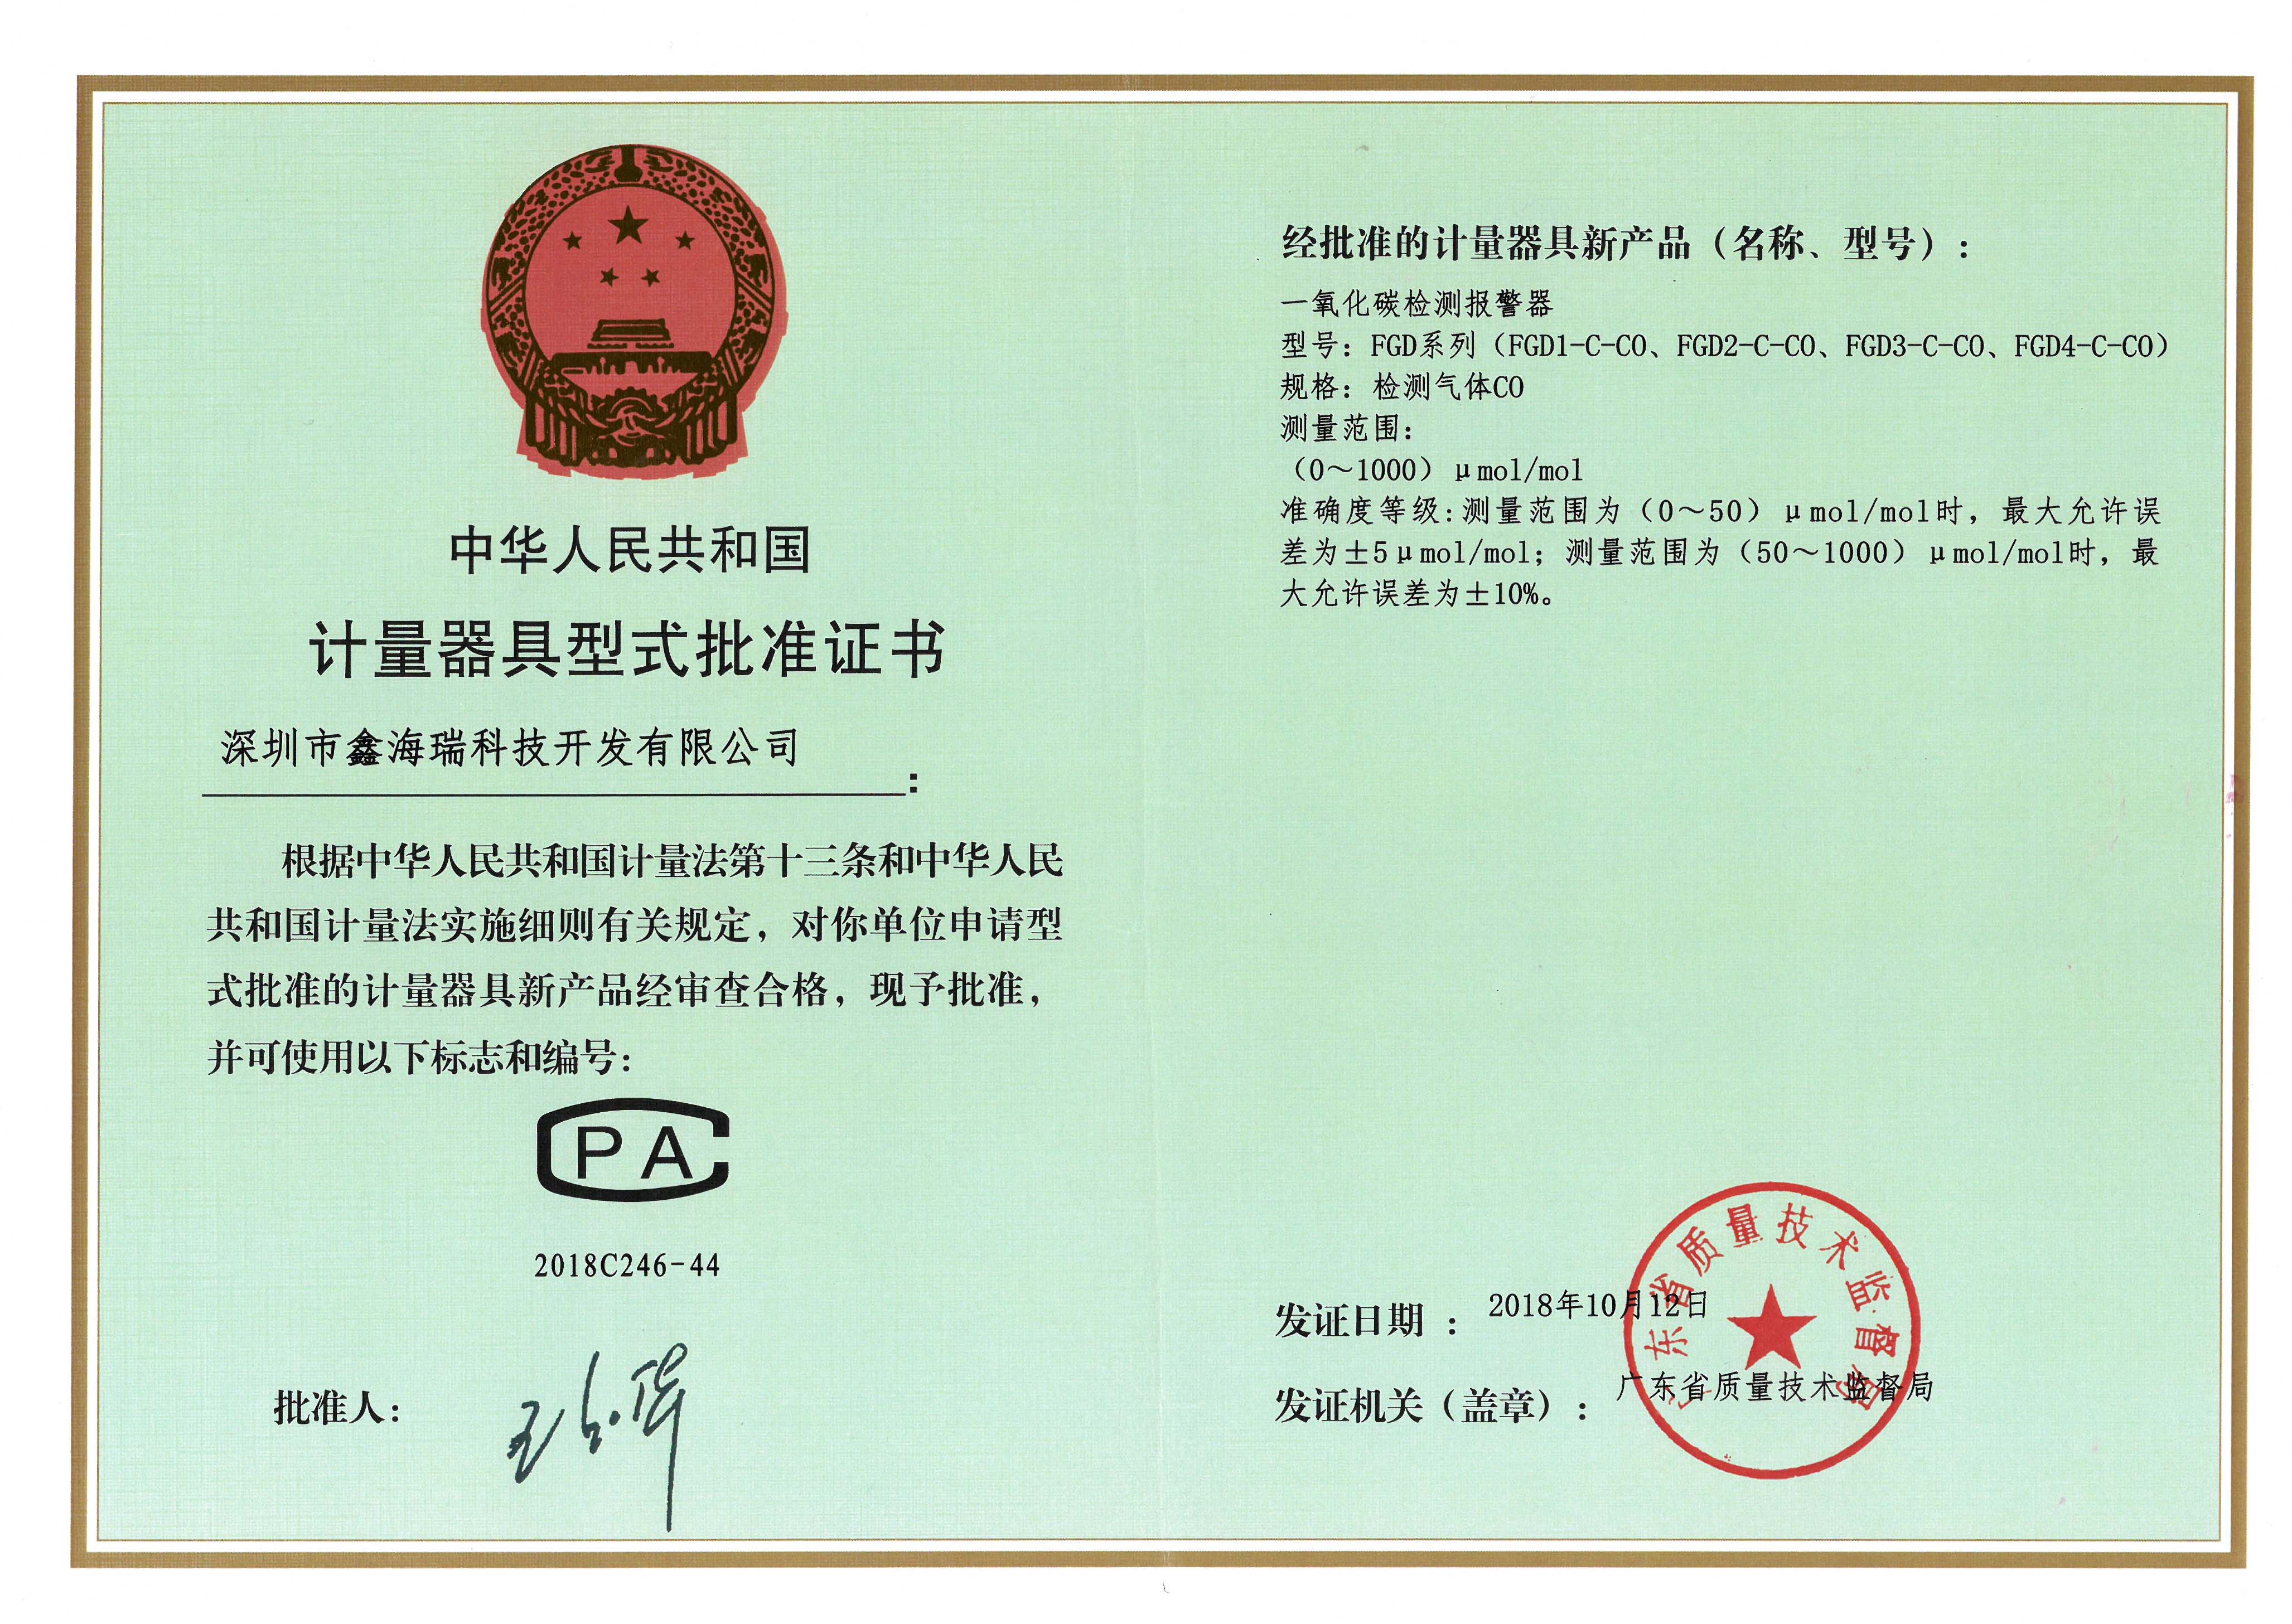 中华人民共和国
计量器具型式批准证书
深圳市鑫海瑞科技开发有限公司:
根据中华人民共和国计量法第十三条和中华人民
共和国计量法实施细则有关规定，对你单位申请型
式批准的计量器具新产品经审查合格，现予批准，
并可使用以下标志和编号:
CPA
2018C246-44
批准人:
经批准的计量器具新产品（名称、型号）:
一氧化碳检测报警器
型号: FGD系列（FGD1-C-CO、FGD2-C-CO、FGD3-C-CO、FGD4-C-CO）
规格: 检测气体CO
测量范围:
（0～1000）μmol/mol
准确度等级:测量范围为（0～50）μmol/mol时，最大允许误
差为±5μmol/mol；测量范围为（50～1000）μmol/mol时，最
大允许误差为±10%。
发证日期 : 2018年10月12日
发证机关（盖章）: 广东省质量技术监督局
广东省质量技术监督局